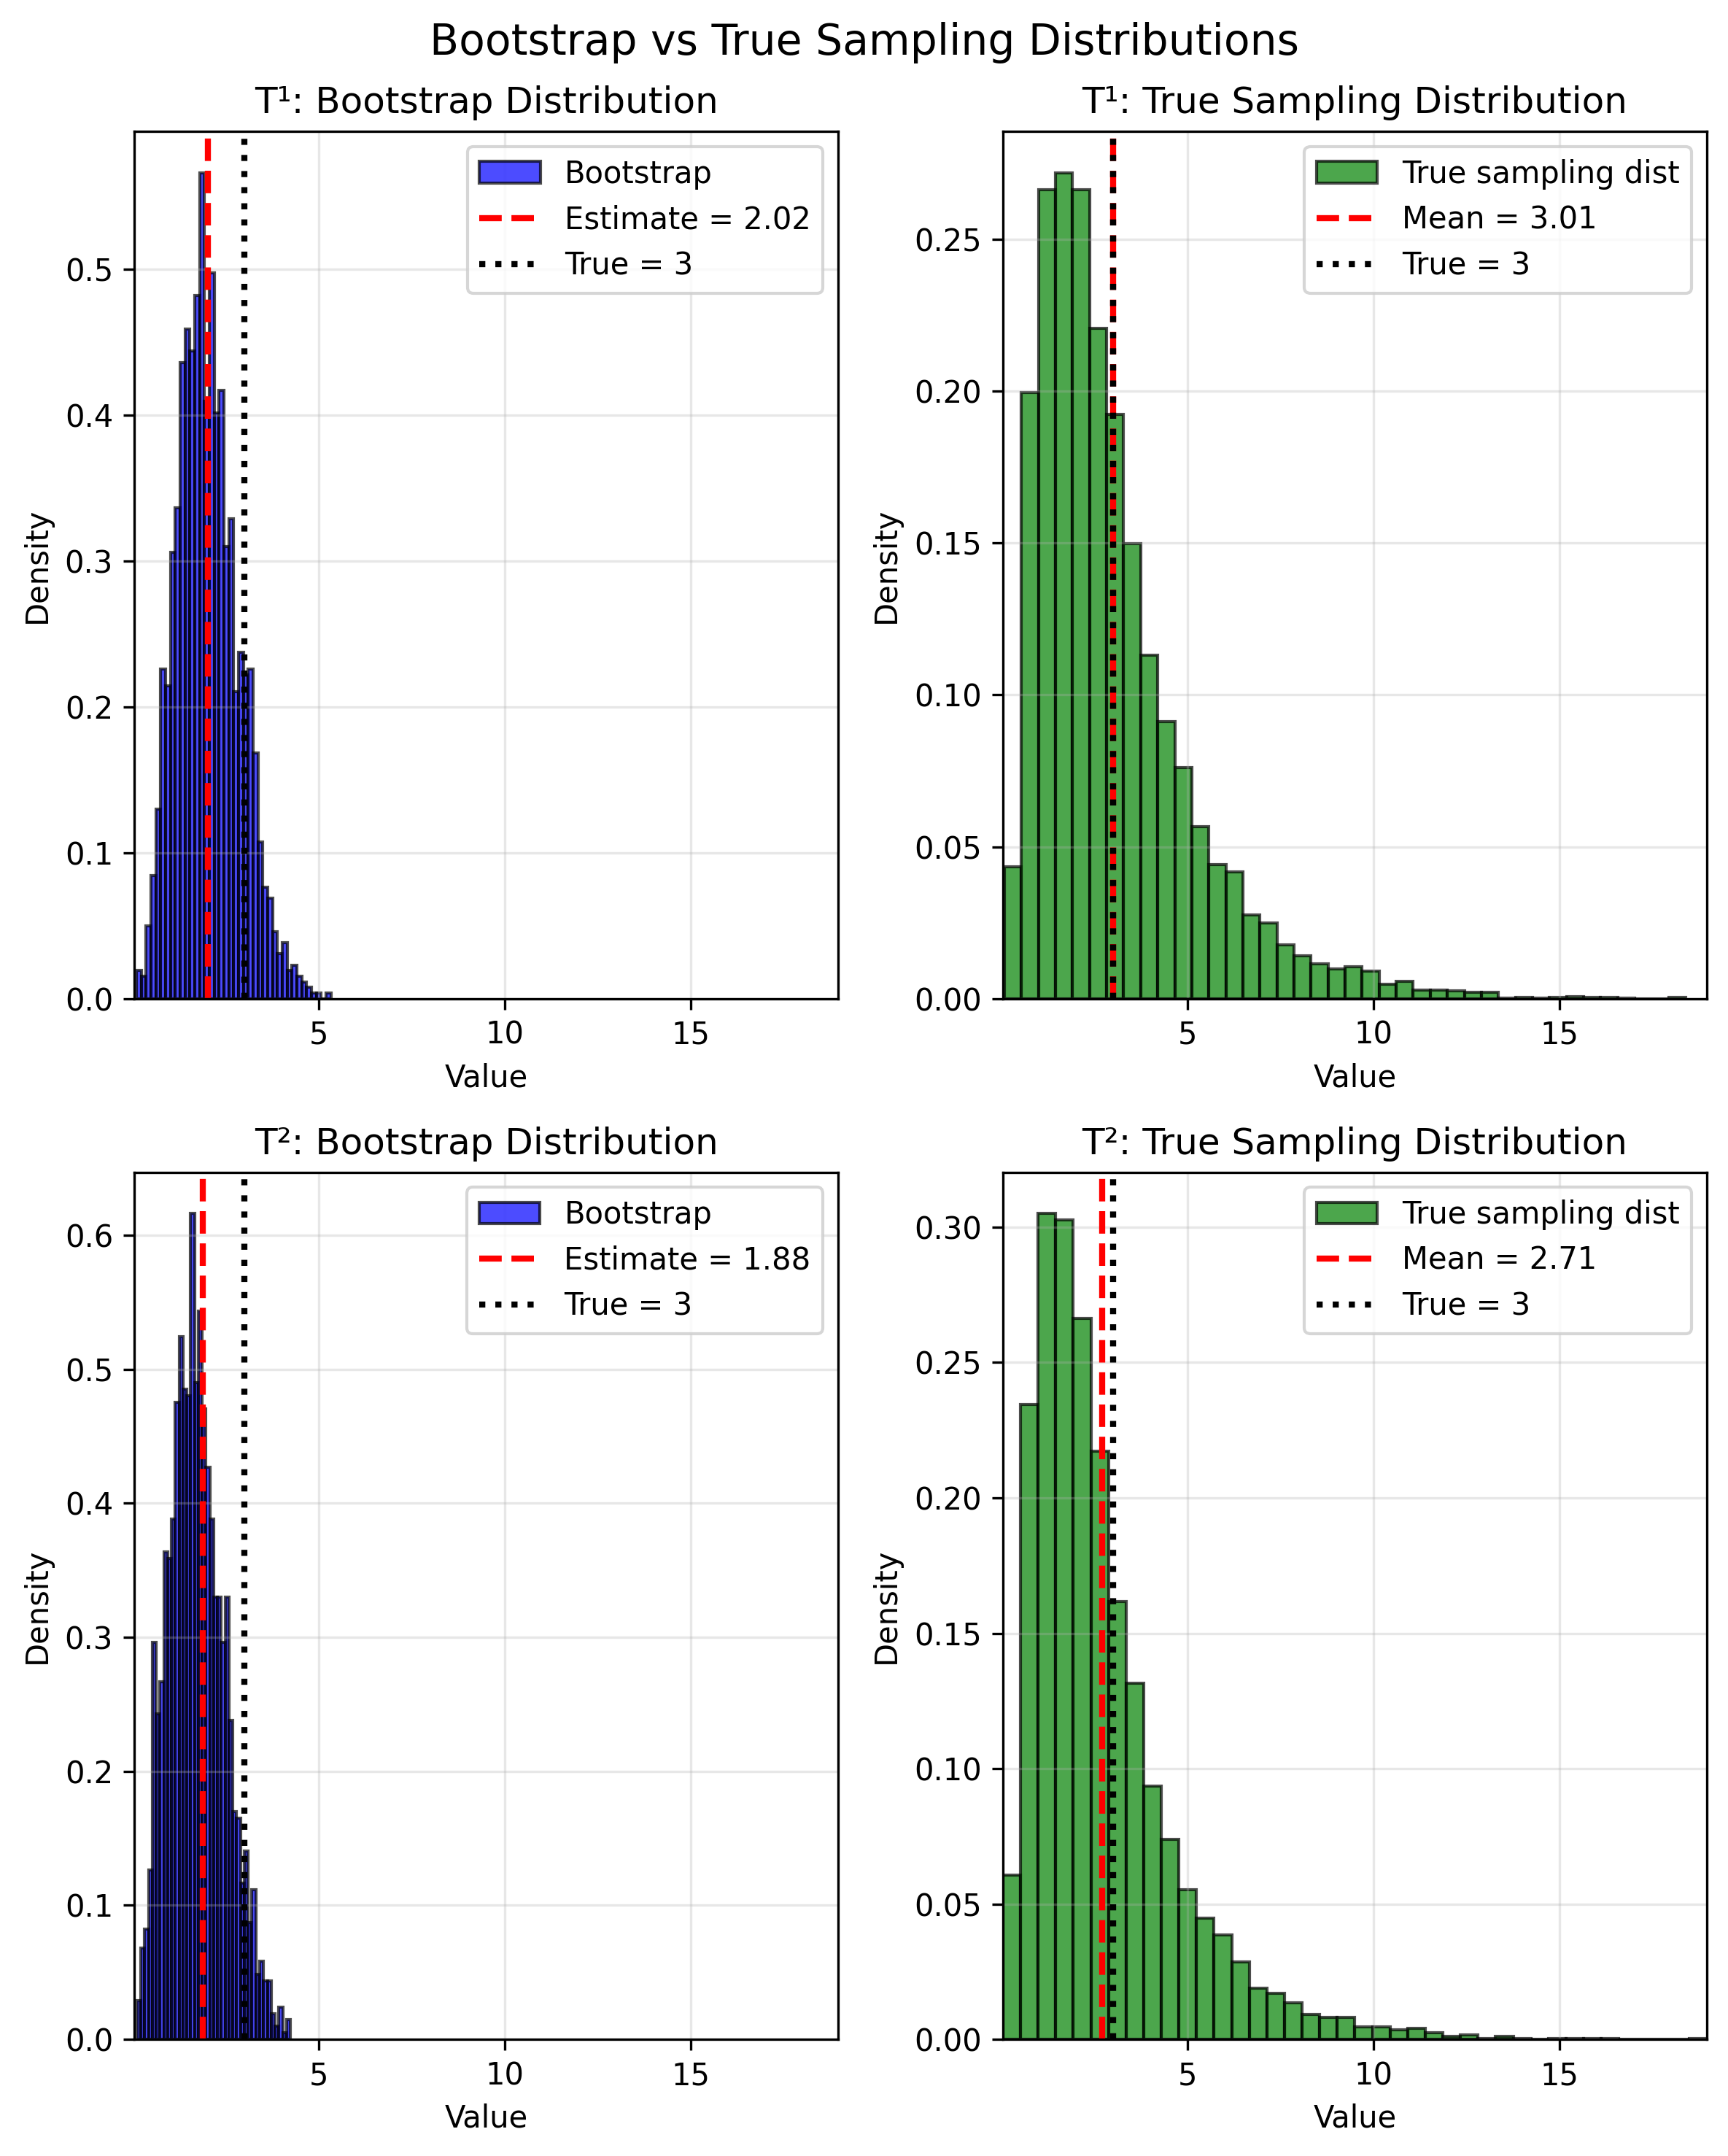 Bootstrap vs True Sampling Distributions
T¹: Bootstrap Distribution
Bootstrap
Estimate = 2.02
True = 3
Density
0.5
0.4
0.3
0.2
0.1
0.0
5
10
15
Value
T¹: True Sampling Distribution
True sampling dist
Mean = 3.01
True = 3
Density
0.25
0.20
0.15
0.10
0.05
0.00
5
10
15
Value
T²: Bootstrap Distribution
Bootstrap
Estimate = 1.88
True = 3
Density
0.6
0.5
0.4
0.3
0.2
0.1
0.0
5
10
15
Value
T²: True Sampling Distribution
True sampling dist
Mean = 2.71
True = 3
Density
0.30
0.25
0.20
0.15
0.10
0.05
0.00
5
10
15
Value